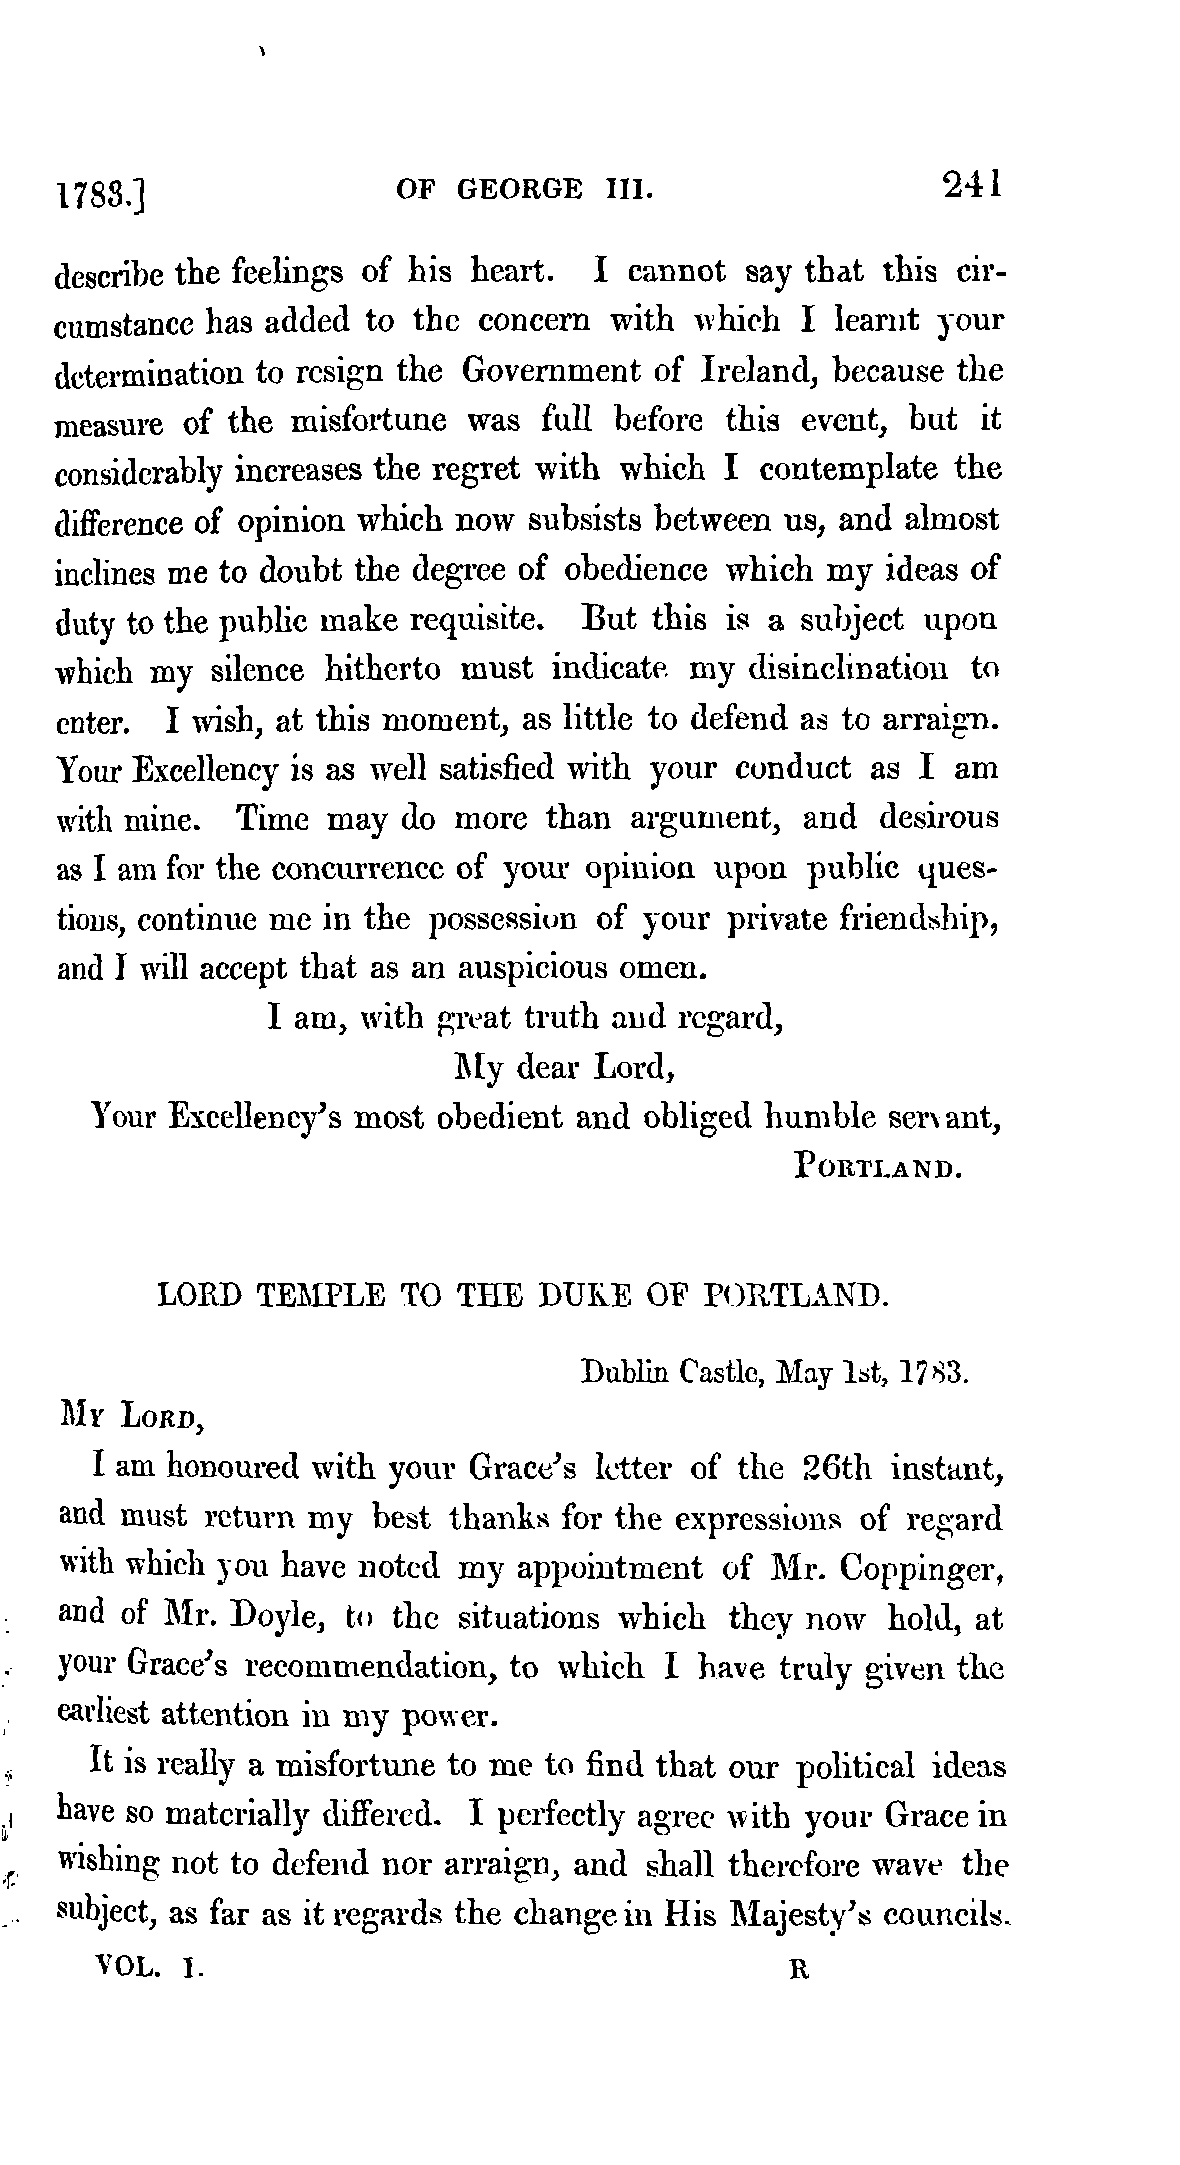 1783.] OF GEORGE III. 241
describe the feelings of his heart. I cannot say that this cir-
cumstance has added to the concern with which I learnt your
determination to resign the Government of Ireland, because the
measure of the misfortune was full before this event, but it
considerably increases the regret with which I contemplate the
difference of opinion which now subsists between us, and almost
inclines me to doubt the degree of obedience which my ideas of
duty to the public make requisite. But this is a subject upon
which my silence hitherto must indicate my disinclination to
enter. I wish, at this moment, as little to defend as to arraign.
Your Excellency is as well satisfied with your conduct as I am
with mine. Time may do more than argument, and desirous
as I am for the concurrence of your opinion upon public ques-
tions, continue me in the possession of your private friendship,
and I will accept that as an auspicious omen.
I am, with great truth and regard,
My dear Lord,
Your Excellency's most obedient and obliged humble servant,
PORTLAND.
LORD TEMPLE TO THE DUKE OF PORTLAND.
Dublin Castle, May 1st, 1783.
MY LORD,
I am honoured with your Grace's letter of the 26th instant,
and must return my best thanks for the expressions of regard
with which you have noted my appointment of Mr. Coppinger,
and of Mr. Doyle, to the situations which they now hold, at
your Grace's recommendation, to which I have truly given the
earliest attention in my power.
It is really a misfortune to me to find that our political ideas
have so materially differed. I perfectly agree with your Grace in
wishing not to defend nor arraign, and shall therefore wave the
subject, as far as it regards the change in His Majesty's councils.
VOL. I. R